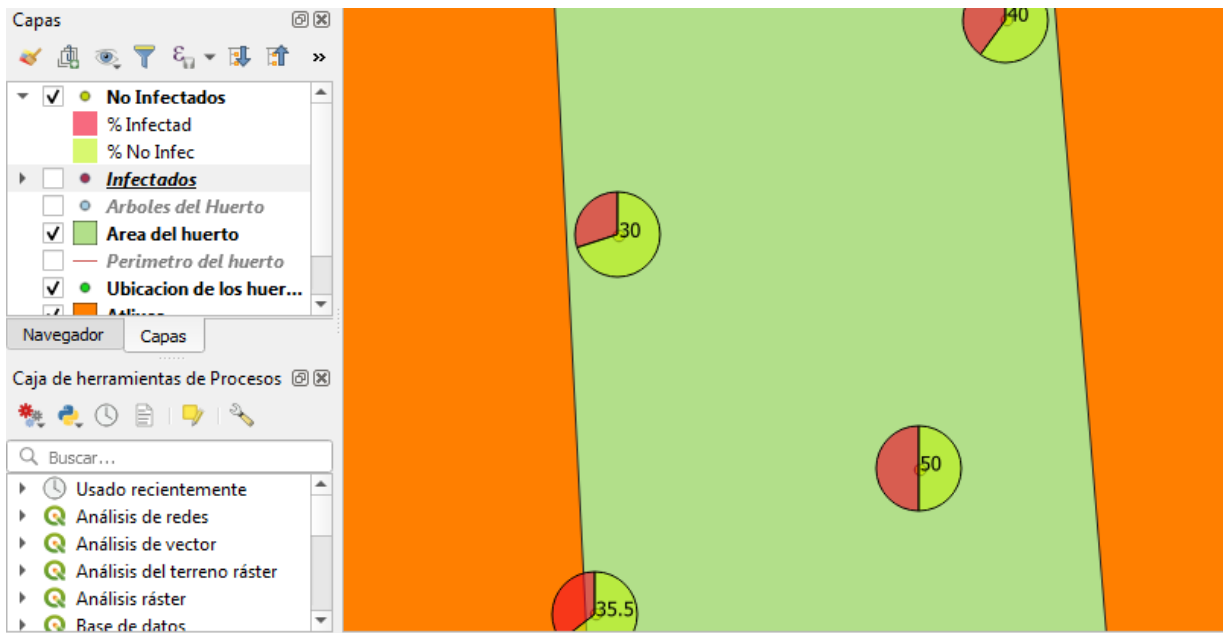 Capas
»
No Infectados
% Infectad
% No Infec
Infectados
Arboles del Huerto
Area del huerto
Perimetro del huerto
Ubicacion de los huer...
Navegador
Capas
Caja de herramientas de Procesos
Buscar...
Usado recientemente
Análisis de redes
Análisis de vector
Análisis del terreno ráster
Análisis ráster
Base de datos
40
30
50
35.5